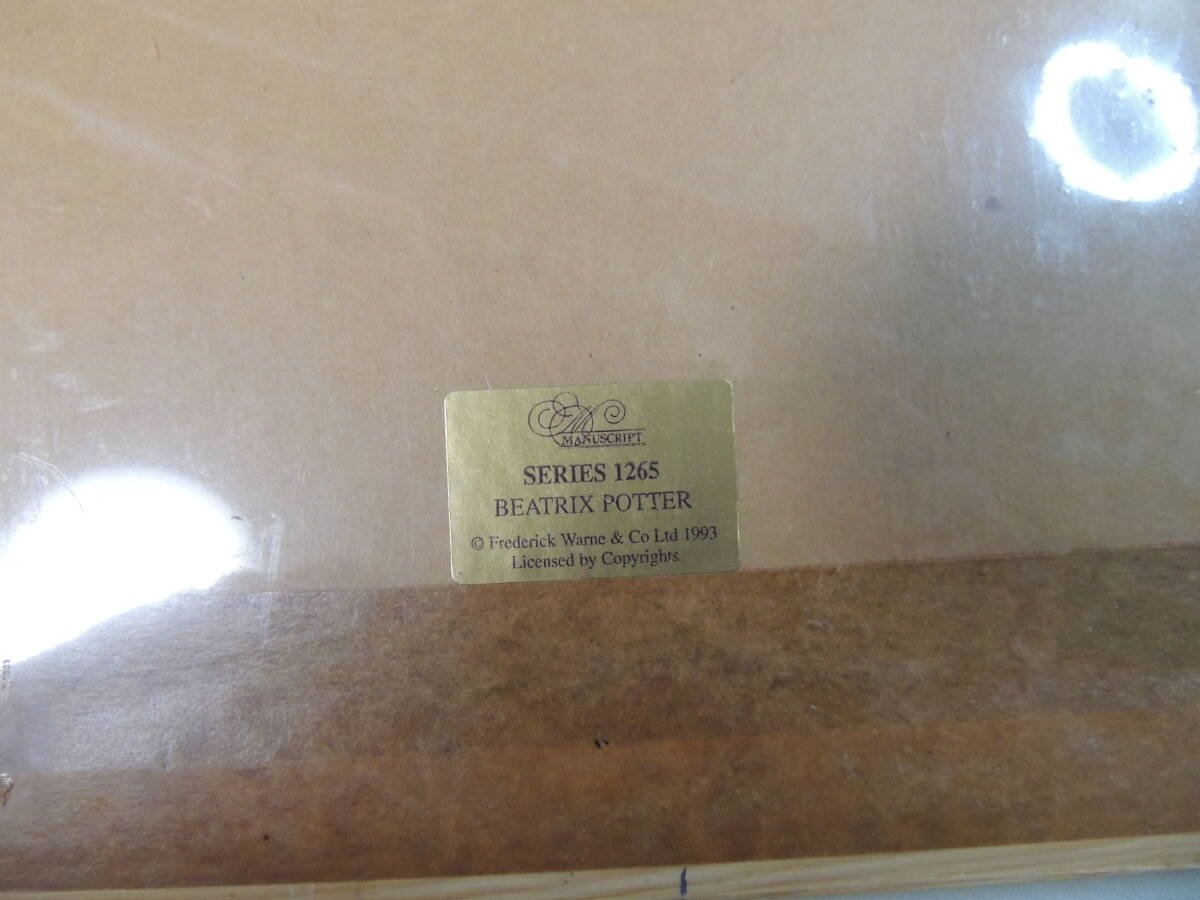 MANUSCRIPT
SERIES 1265
BEATRIX POTTER
© Frederick Warne & Co Ltd 1993
Licensed by Copyrights